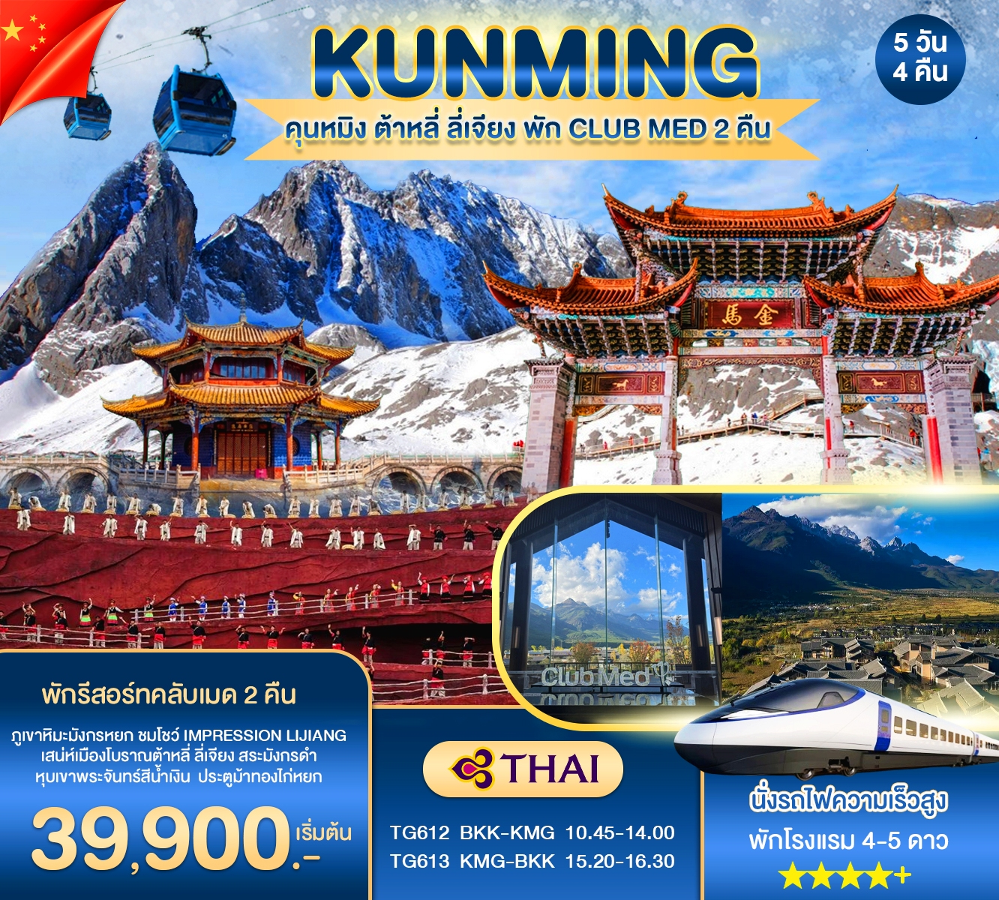 KUNMING
5 วัน
4 คืน
คุนหมิง ต้าหลี่ ลี่เจียง พัก CLUB MED 2 คืน
金馬
Club Med
พักรีสอร์ทคลับเมด 2 คืน
ภูเขาหิมะมังกรหยก ชมโชว์ IMPRESSION LIJIANG
เสน่ห์เมืองโบราณต้าหลี่ ลี่เจียง สระมังกรดำ
หุบเขาพระจันทร์สีน้ำเงิน ประตูม้าทองไก่หยก
39,900.-
เริ่มต้น
THAI
TG612 BKK-KMG 10.45-14.00
TG613 KMG-BKK 15.20-16.30
นั่งรถไฟความเร็วสูง
พักโรงแรม 4-5 ดาว
★★★★+